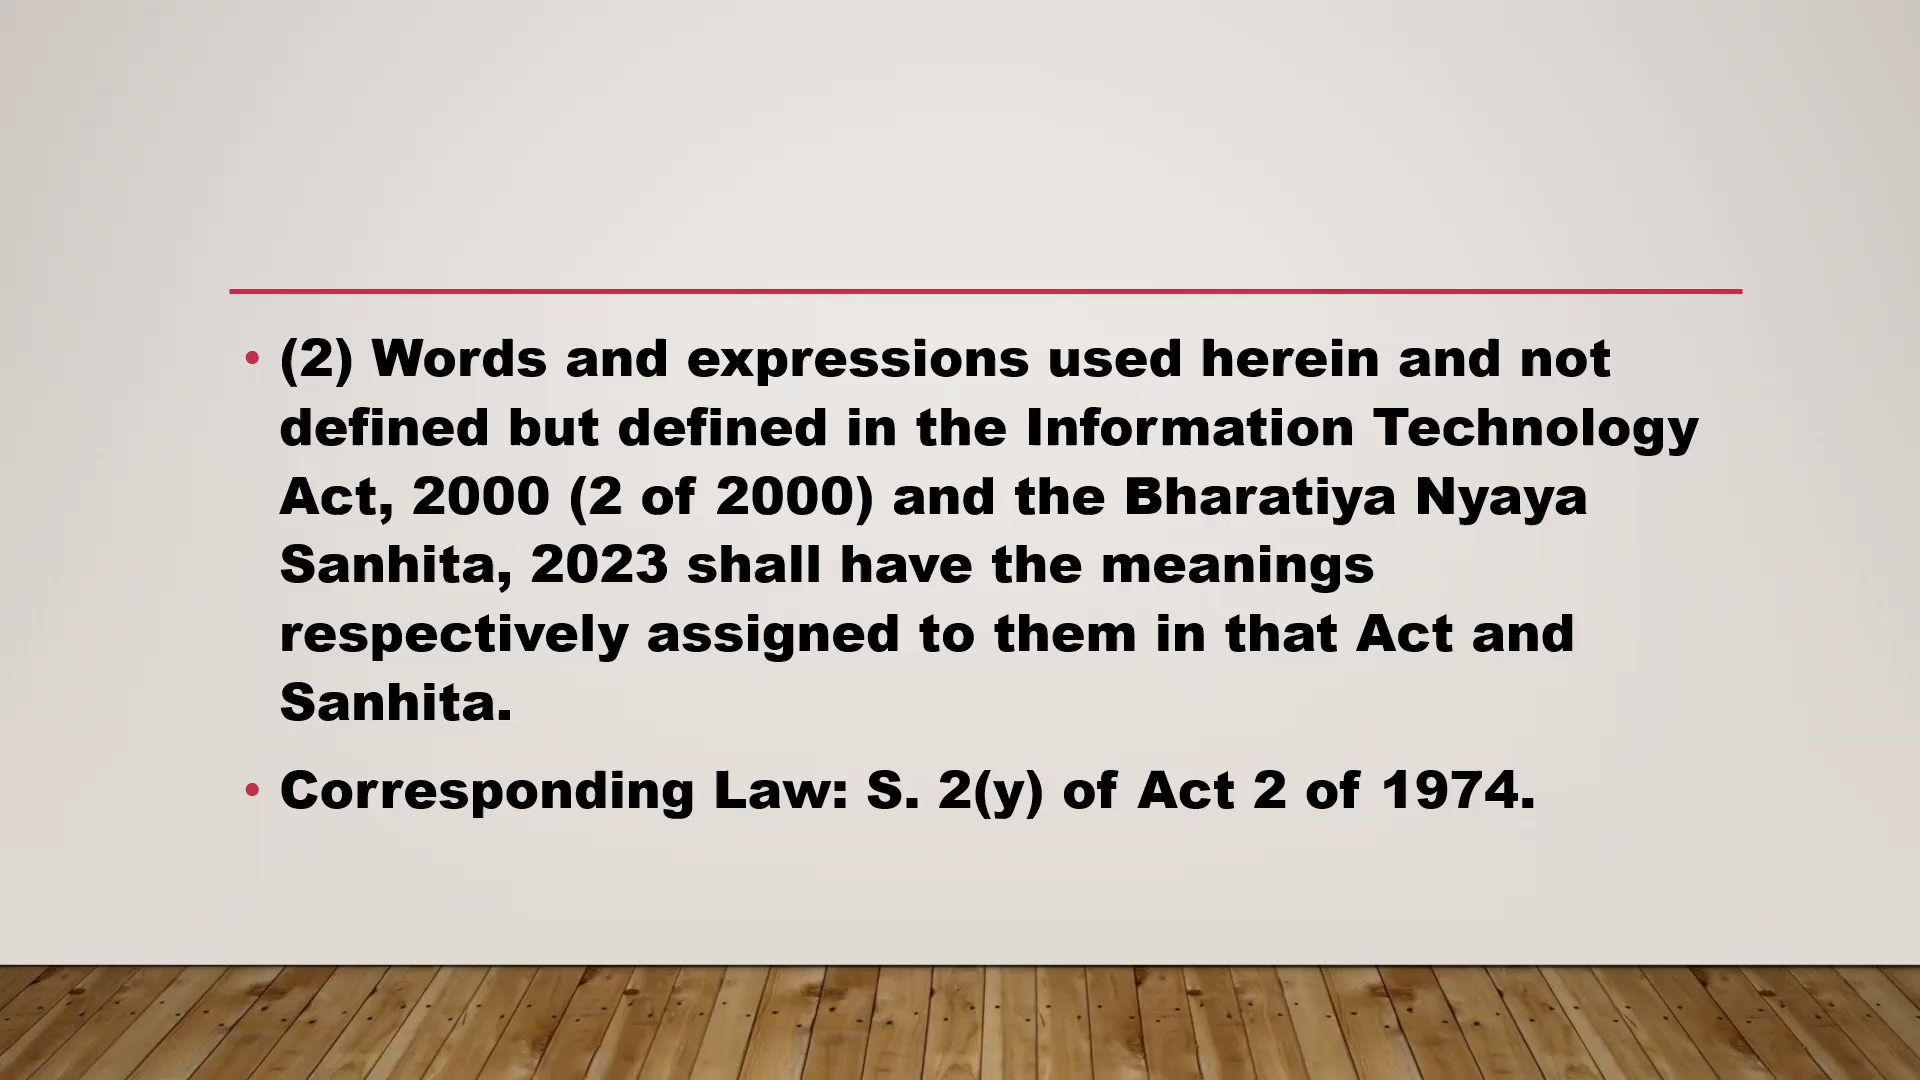 • (2) Words and expressions used herein and not
defined but defined in the Information Technology
Act, 2000 (2 of 2000) and the Bharatiya Nyaya
Sanhita, 2023 shall have the meanings
respectively assigned to them in that Act and
Sanhita.
• Corresponding Law: S. 2(y) of Act 2 of 1974.